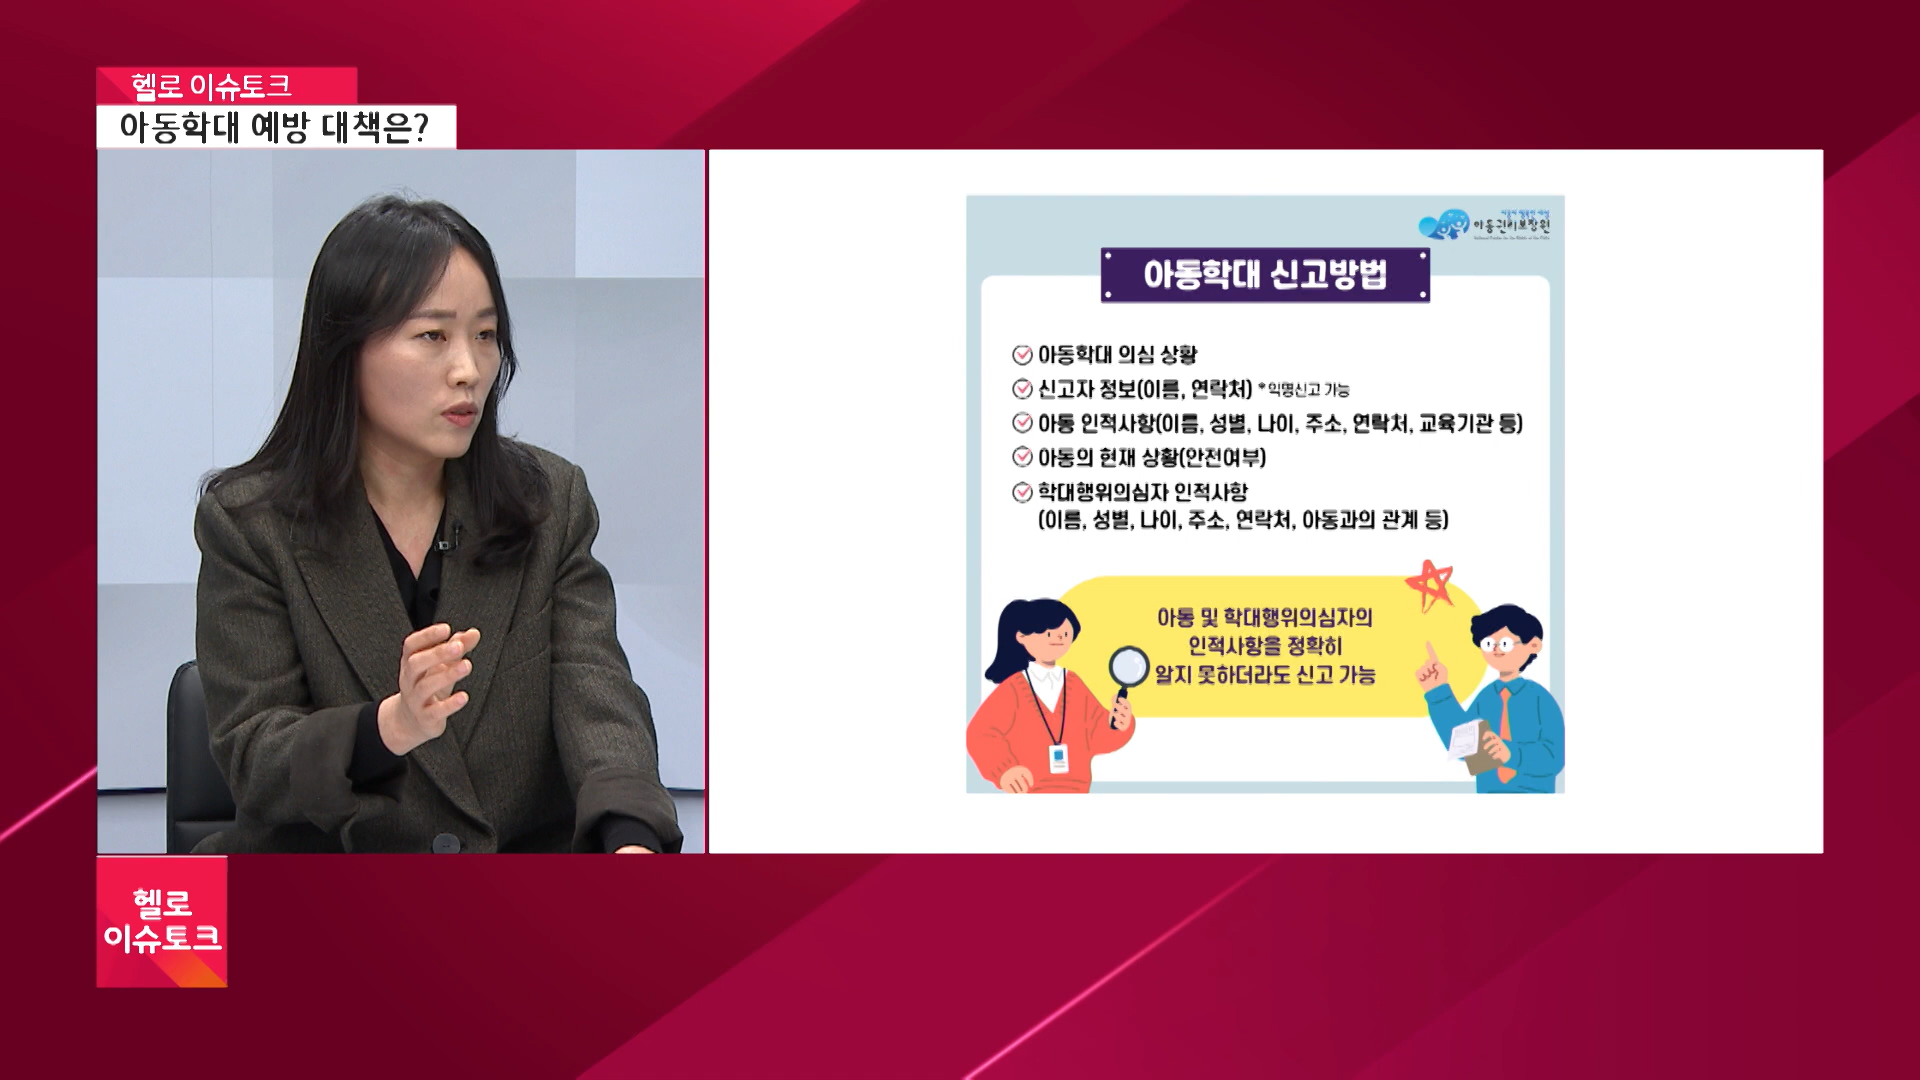 헬로 이슈토크
아동학대 예방 대책은?
아동권리보장원
아동학대 신고방법
아동학대 의심 상황
신고자 정보(이름, 연락처) *익명신고 가능
아동 인적사항(이름, 성별, 나이, 주소, 연락처, 교육기관 등)
아동의 현재 상황(안전여부)
학대행위의심자 인적사항
(이름, 성별, 나이, 주소, 연락처, 아동과의 관계 등)
아동 및 학대행위의심자의
인적사항을 정확히
알지 못하더라도 신고 가능
헬로
이슈토크